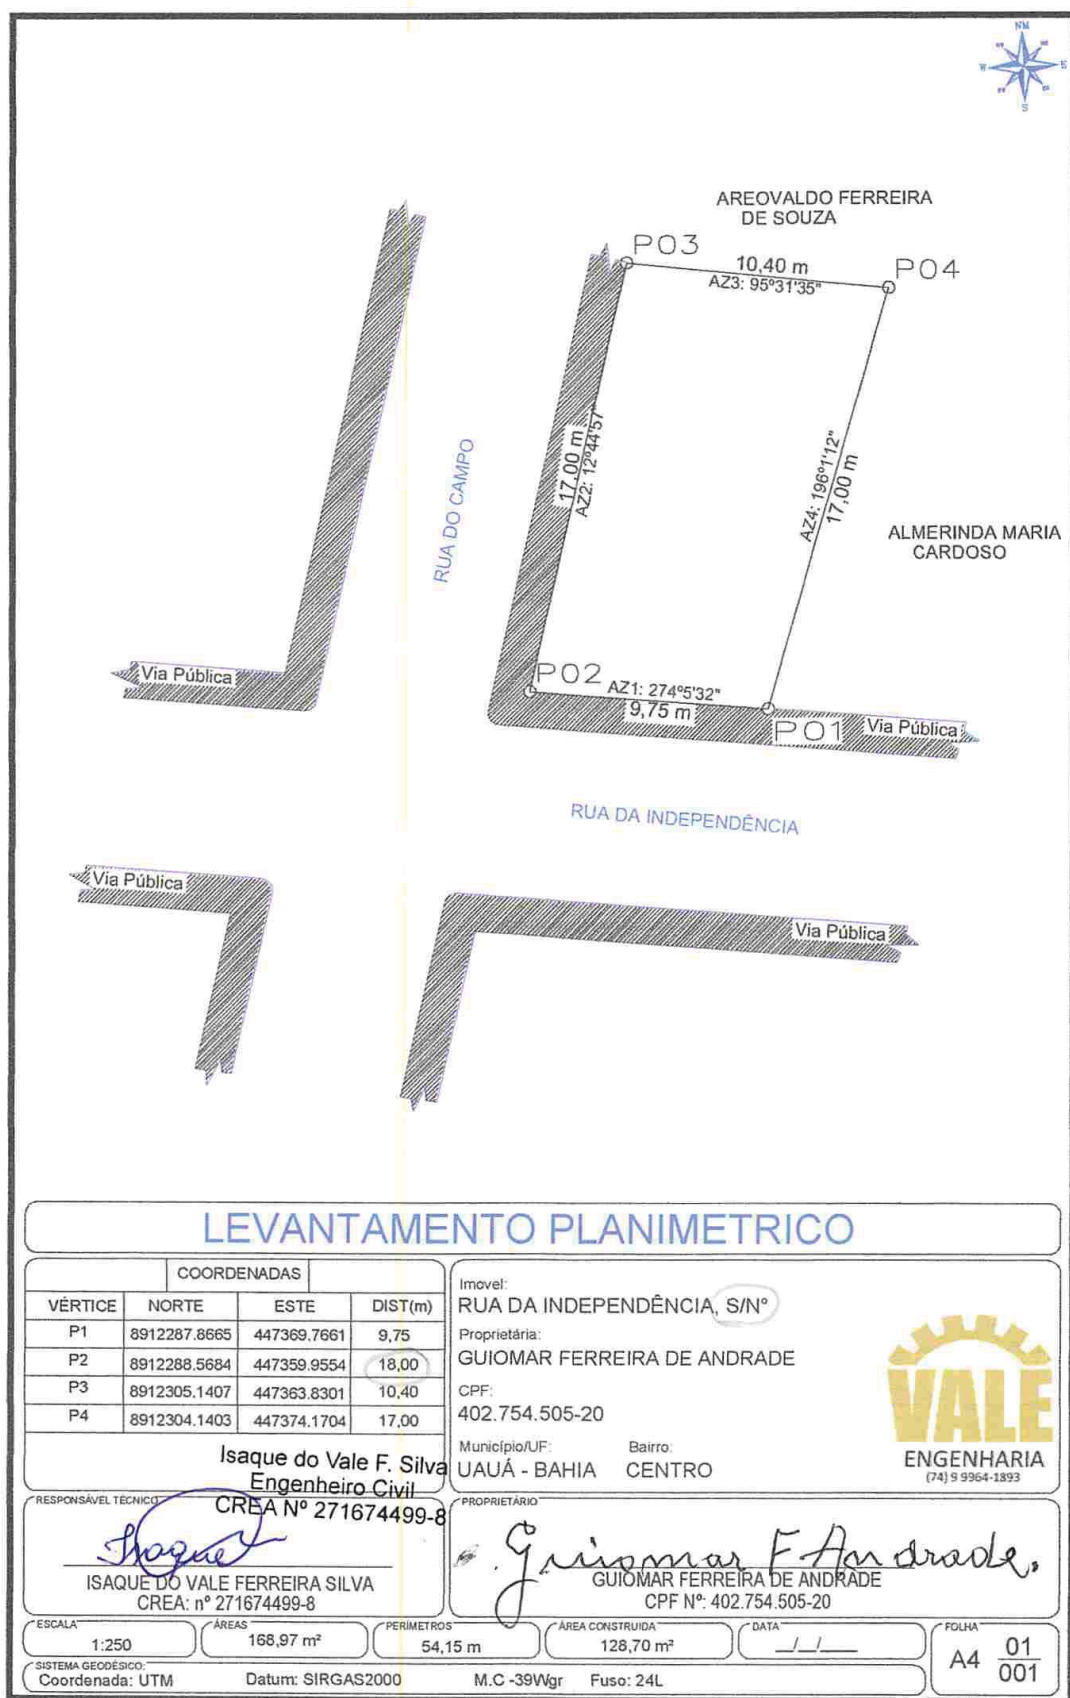 NM
W
E
S
AREOVALDO FERREIRA
DE SOUZA
P03
10,40 m
AZ3: 95°31'35"
P04
17,00 m
AZ2: 12°44'57"
RUA DO CAMPO
AZ4: 196°1'12"
17,00 m
ALMERINDA MARIA
CARDOSO
Via Pública
P02
AZ1: 274°5'32"
9,75 m
P01
Via Pública
RUA DA INDEPENDÊNCIA
Via Pública
Via Pública
LEVANTAMENTO PLANIMETRICO
COORDENADAS
VÉRTICE NORTE ESTE DIST(m)
P1 8912287.8665 447369.7661 9,75
P2 8912288.5684 447359.9554 18,00
P3 8912305.1407 447363.8301 10,40
P4 8912304.1403 447374.1704 17,00
Imovel:
RUA DA INDEPENDÊNCIA, S/Nº
Proprietária:
GUIOMAR FERREIRA DE ANDRADE
CPF:
402.754.505-20
Município/UF: Bairro:
UAUÁ - BAHIA CENTRO
VALE
ENGENHARIA
(74) 9 9964-1893
Isaque do Vale F. Silva
Engenheiro Civil
CREA Nº 271674499-8
RESPONSÁVEL TÉCNICO
Isaque
ISAQUE DO VALE FERREIRA SILVA
CREA: nº 271674499-8
PROPRIETÁRIO
Guiomar F Andrade.
GUIOMAR FERREIRA DE ANDRADE
CPF Nº: 402.754.505-20
ESCALA
1:250
ÁREAS
168,97 m²
PERÍMETROS
54,15 m
ÁREA CONSTRUIDA
128,70 m²
DATA
__/__/____
FOLHA
A4 01
001
SISTEMA GEODÉSICO:
Coordenada: UTM Datum: SIRGAS2000 M.C -39Wgr Fuso: 24L